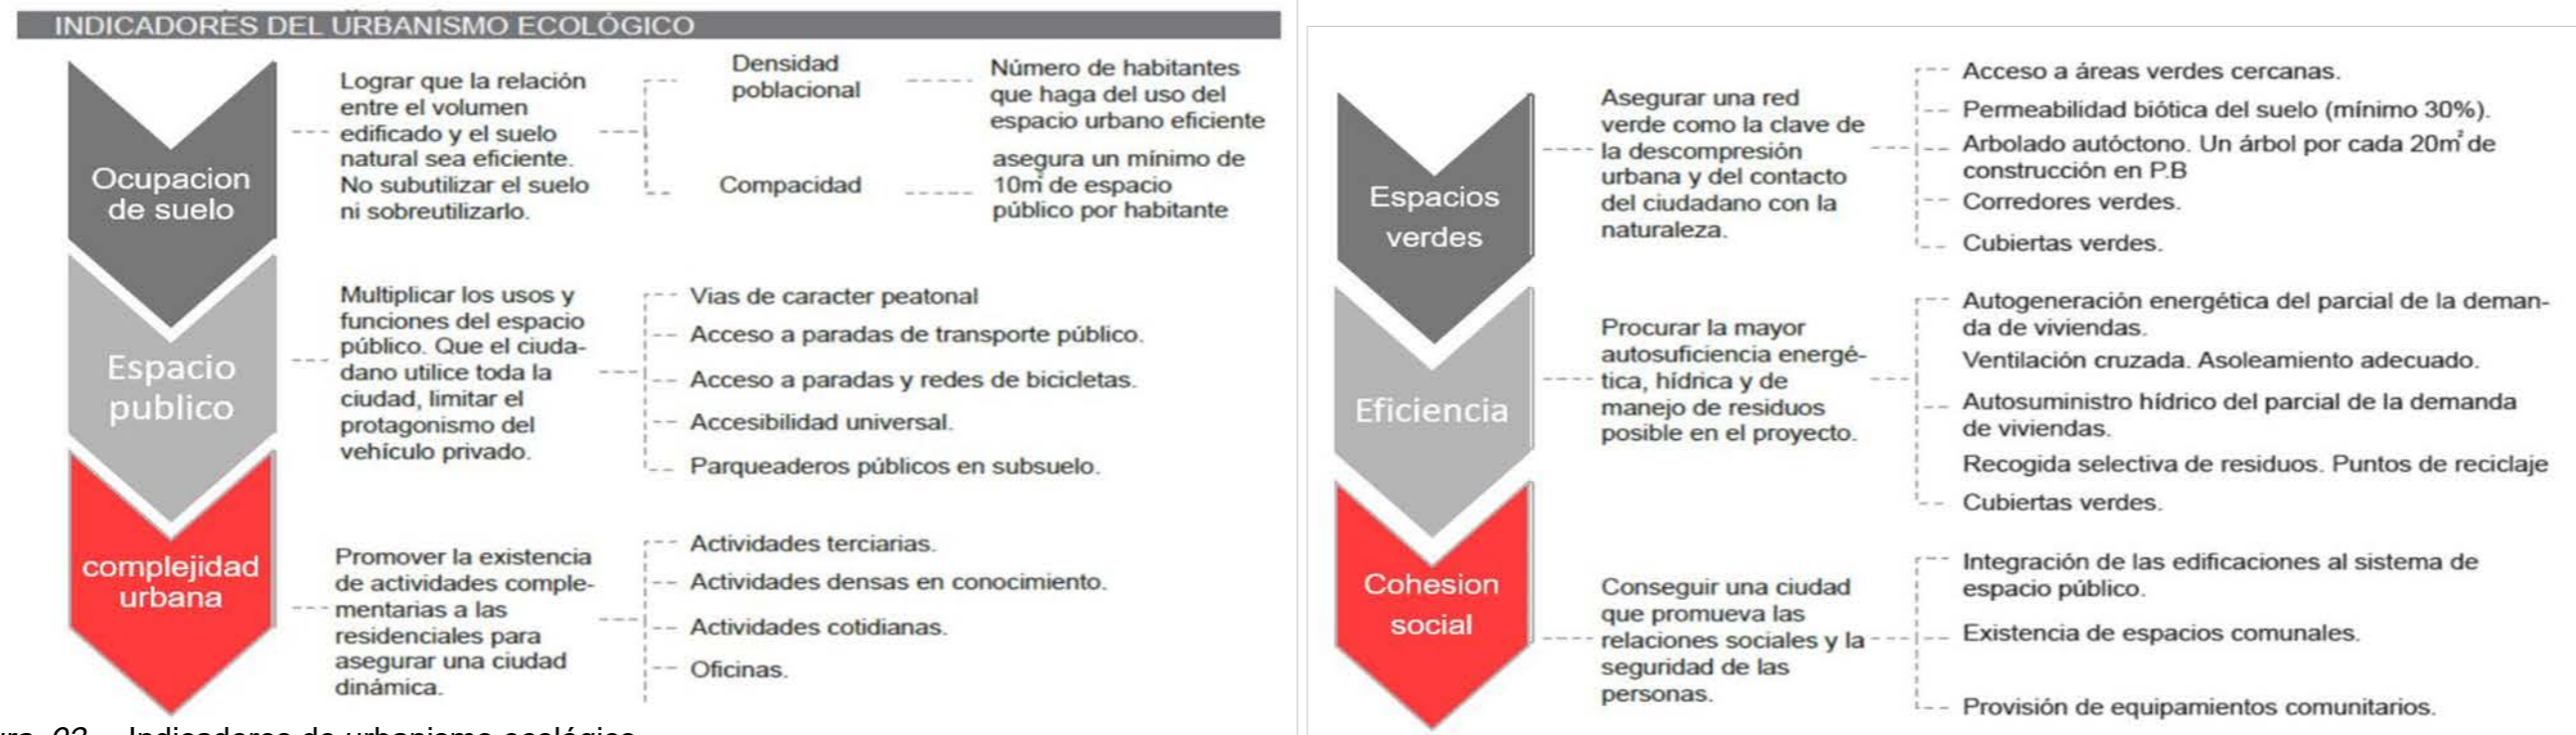 INDICADORES DEL URBANISMO ECOLÓGICO
Ocupacion
de suelo
Lograr que la relación
entre el volumen
edificado y el suelo
natural sea eficiente.
No subutilizar el suelo
ni sobreutilizarlo.
Densidad
poblacional
Número de habitantes
que haga del uso del
espacio urbano eficiente
Compacidad
asegura un mínimo de
10m² de espacio
público por habitante
Espacio
publico
Multiplicar los usos y
funciones del espacio
público. Que el ciuda-
dano utilice toda la
ciudad, limitar el
protagonismo del
vehículo privado.
Vias de caracter peatonal
Acceso a paradas de transporte público.
Acceso a paradas y redes de bicicletas.
Accesibilidad universal.
Parqueaderos públicos en subsuelo.
complejidad
urbana
Promover la existencia
de actividades comple-
mentarias a las
residenciales para
asegurar una ciudad
dinámica.
Actividades terciarias.
Actividades densas en conocimiento.
Actividades cotidianas.
Oficinas.
Espacios
verdes
Asegurar una red
verde como la clave de
la descompresión
urbana y del contacto
del ciudadano con la
naturaleza.
Acceso a áreas verdes cercanas.
Permeabilidad biótica del suelo (mínimo 30%).
Arbolado autóctono. Un árbol por cada 20m² de
construcción en P.B
Corredores verdes.
Cubiertas verdes.
Eficiencia
Procurar la mayor
autosuficiencia energé-
tica, hídrica y de
manejo de residuos
posible en el proyecto.
Autogeneración energética del parcial de la deman-
da de viviendas.
Ventilación cruzada. Asoleamiento adecuado.
Autosuministro hídrico del parcial de la demanda
de viviendas.
Recogida selectiva de residuos. Puntos de reciclaje
Cubiertas verdes.
Cohesion
social
Conseguir una ciudad
que promueva las
relaciones sociales y la
seguridad de las
personas.
Integración de las edificaciones al sistema de
espacio público.
Existencia de espacios comunales.
Provisión de equipamientos comunitarios.
Indicadores de urbanismo ecológico